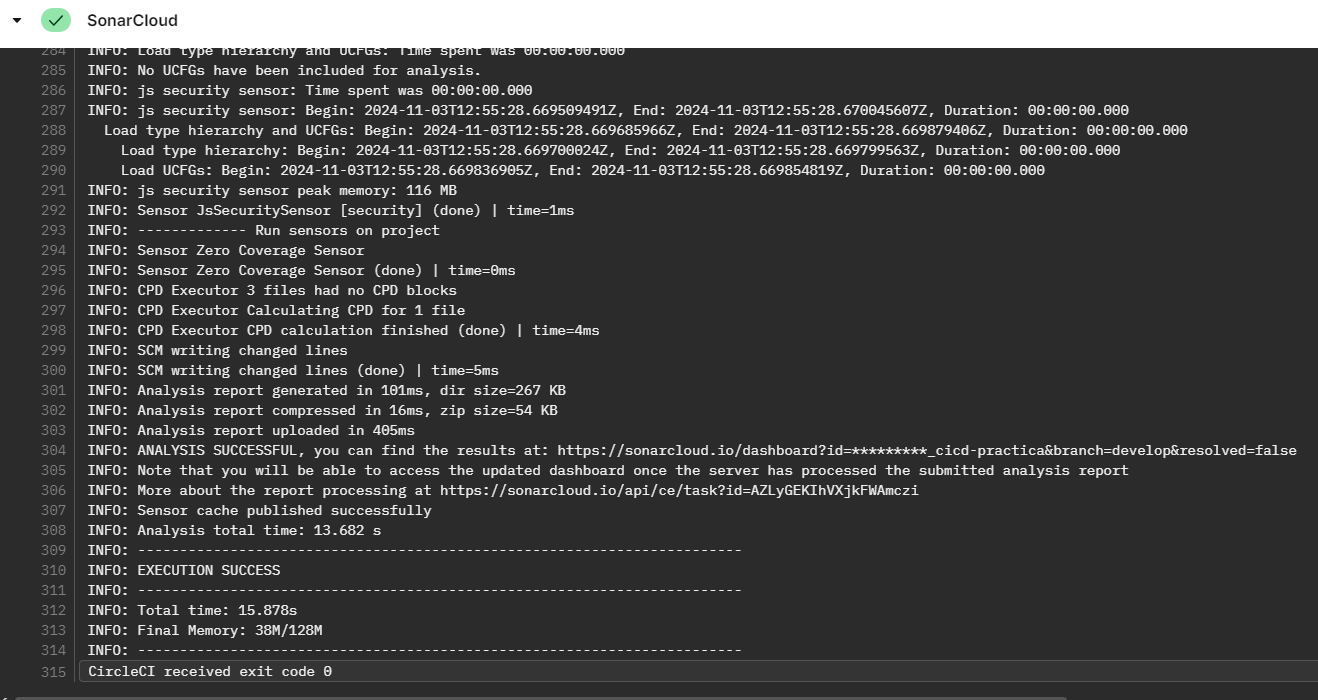 SonarCloud
284 INFO: Load type hierarchy and UCFGs: Time spent was 00:00:00.000
285 INFO: No UCFGs have been included for analysis.
286 INFO: js security sensor: Time spent was 00:00:00.000
287 INFO: js security sensor: Begin: 2024-11-03T12:55:28.669509491Z, End: 2024-11-03T12:55:28.670045607Z, Duration: 00:00:00.000
288 Load type hierarchy and UCFGs: Begin: 2024-11-03T12:55:28.669685966Z, End: 2024-11-03T12:55:28.669879406Z, Duration: 00:00:00.000
289 Load type hierarchy: Begin: 2024-11-03T12:55:28.669700024Z, End: 2024-11-03T12:55:28.669799563Z, Duration: 00:00:00.000
290 Load UCFGs: Begin: 2024-11-03T12:55:28.669836905Z, End: 2024-11-03T12:55:28.669854819Z, Duration: 00:00:00.000
291 INFO: js security sensor peak memory: 116 MB
292 INFO: Sensor JsSecuritySensor [security] (done) | time=1ms
293 INFO: ------------- Run sensors on project
294 INFO: Sensor Zero Coverage Sensor
295 INFO: Sensor Zero Coverage Sensor (done) | time=0ms
296 INFO: CPD Executor 3 files had no CPD blocks
297 INFO: CPD Executor Calculating CPD for 1 file
298 INFO: CPD Executor CPD calculation finished (done) | time=4ms
299 INFO: SCM writing changed lines
300 INFO: SCM writing changed lines (done) | time=5ms
301 INFO: Analysis report generated in 101ms, dir size=267 KB
302 INFO: Analysis report compressed in 16ms, zip size=54 KB
303 INFO: Analysis report uploaded in 405ms
304 INFO: ANALYSIS SUCCESSFUL, you can find the results at: https://sonarcloud.io/dashboard?id=*********_cicd-practica&branch=develop&resolved=false
305 INFO: Note that you will be able to access the updated dashboard once the server has processed the submitted analysis report
306 INFO: More about the report processing at https://sonarcloud.io/api/ce/task?id=AZLyGEKIhVXjkFWAmczi
307 INFO: Sensor cache published successfully
308 INFO: Analysis total time: 13.682 s
309 INFO: ------------------------------------------------------------------------
310 INFO: EXECUTION SUCCESS
311 INFO: ------------------------------------------------------------------------
312 INFO: Total time: 15.878s
313 INFO: Final Memory: 38M/128M
314 INFO: ------------------------------------------------------------------------
315 CircleCI received exit code 0